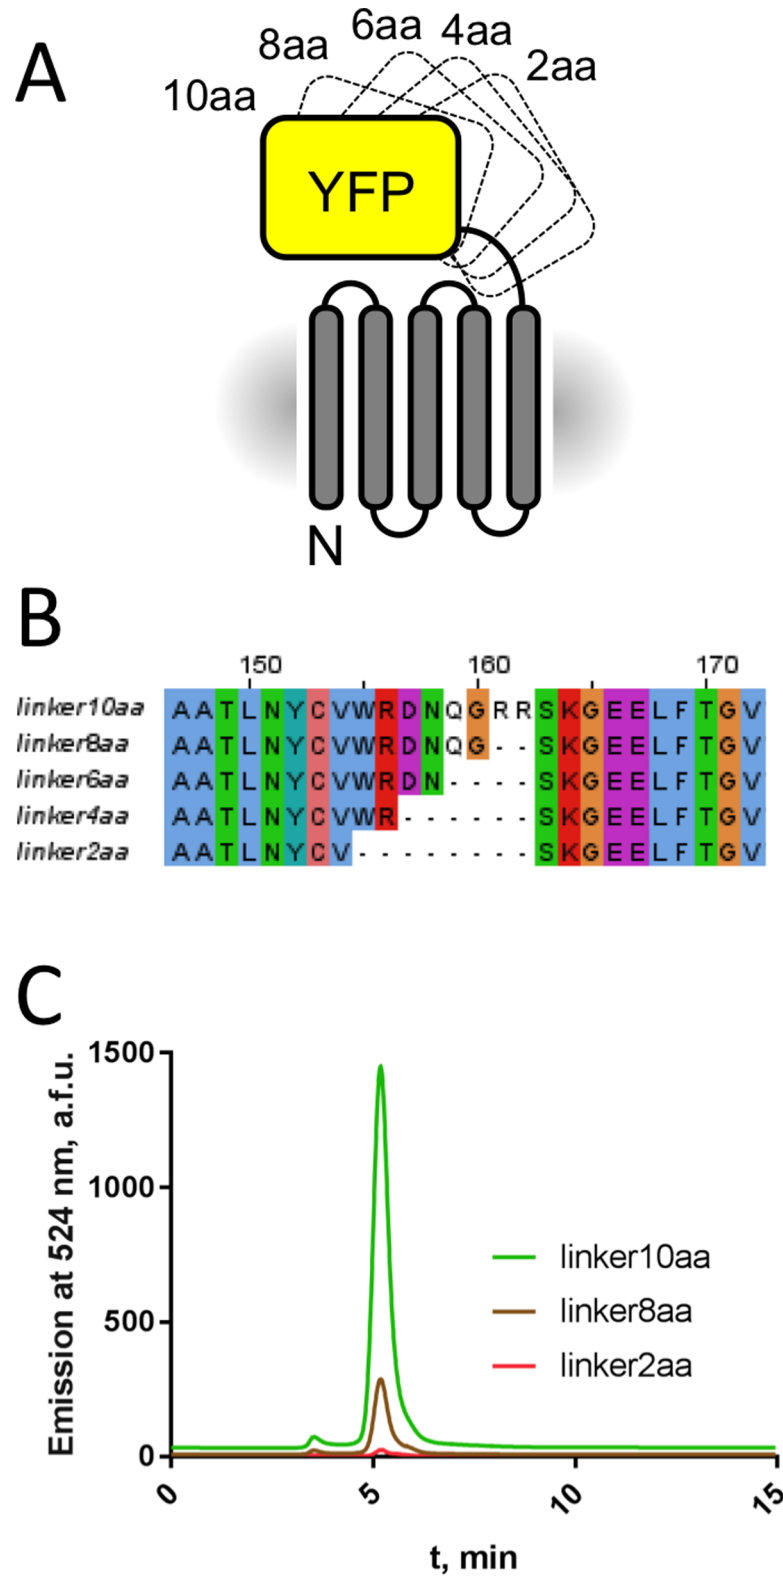 A
10aa 8aa 6aa 4aa 2aa
YFP
N
B
150 160 170
linker10aa AATLNYCVWRDNQGRRSKGEELFTGV
linker8aa AATLNYCVWRDNQG--SKGEELFTGV
linker6aa AATLNYCVWRDN----SKGEELFTGV
linker4aa AATLNYCVWR------SKGEELFTGV
linker2aa AATLNYCV--------SKGEELFTGV
C
Emission at 524 nm, a.f.u.
1500
1000
500
0
linker10aa
linker8aa
linker2aa
0 5 10 15
t, min